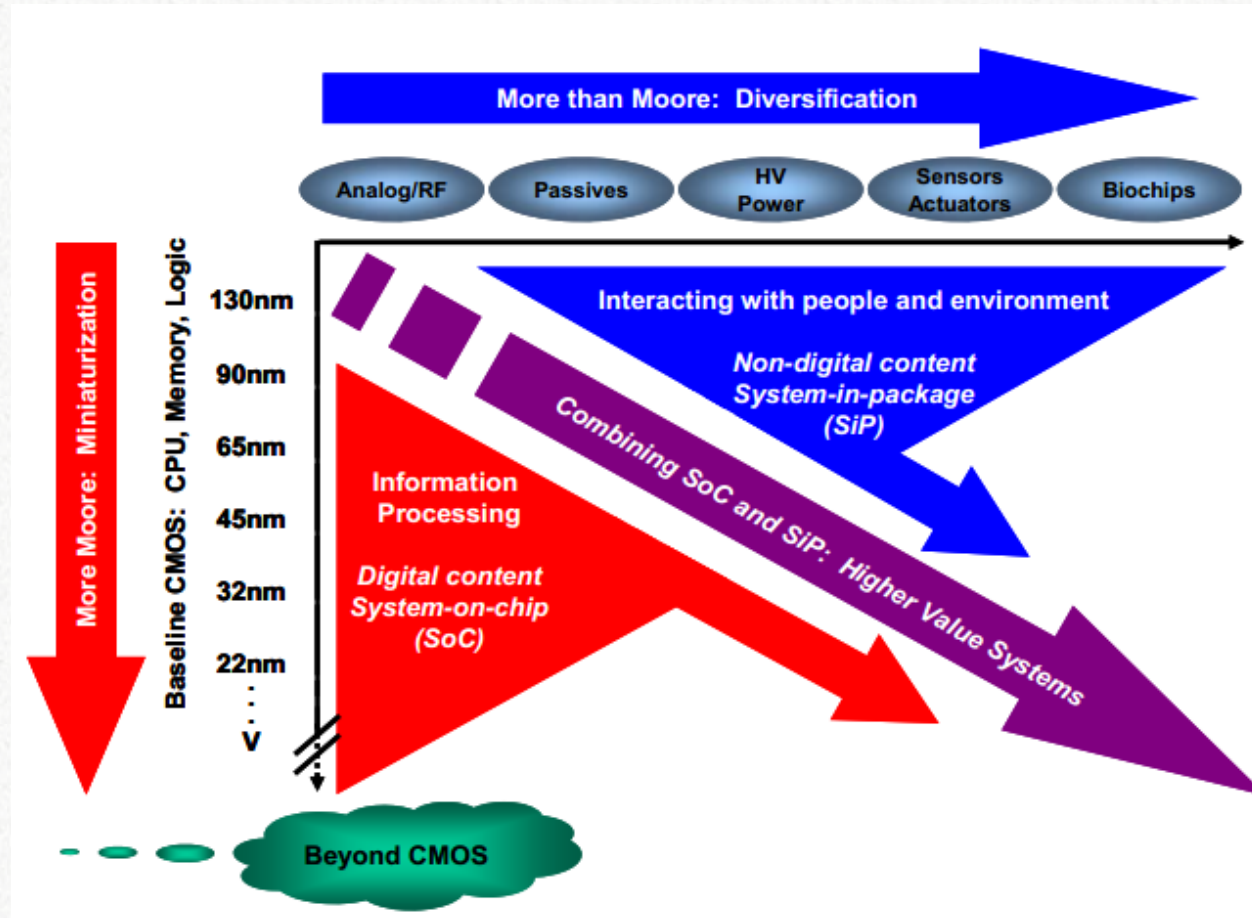 More than Moore: Diversification
Analog/RF
Passives
HV
Power
Sensors
Actuators
Biochips
More Moore: Miniaturization
Baseline CMOS: CPU, Memory, Logic
130nm
90nm
65nm
45nm
32nm
22nm
.
.
.
V
Interacting with people and environment
Non-digital content
System-in-package
(SiP)
Combining SoC and SiP: Higher Value Systems
Information
Processing
Digital content
System-on-chip
(SoC)
Beyond CMOS